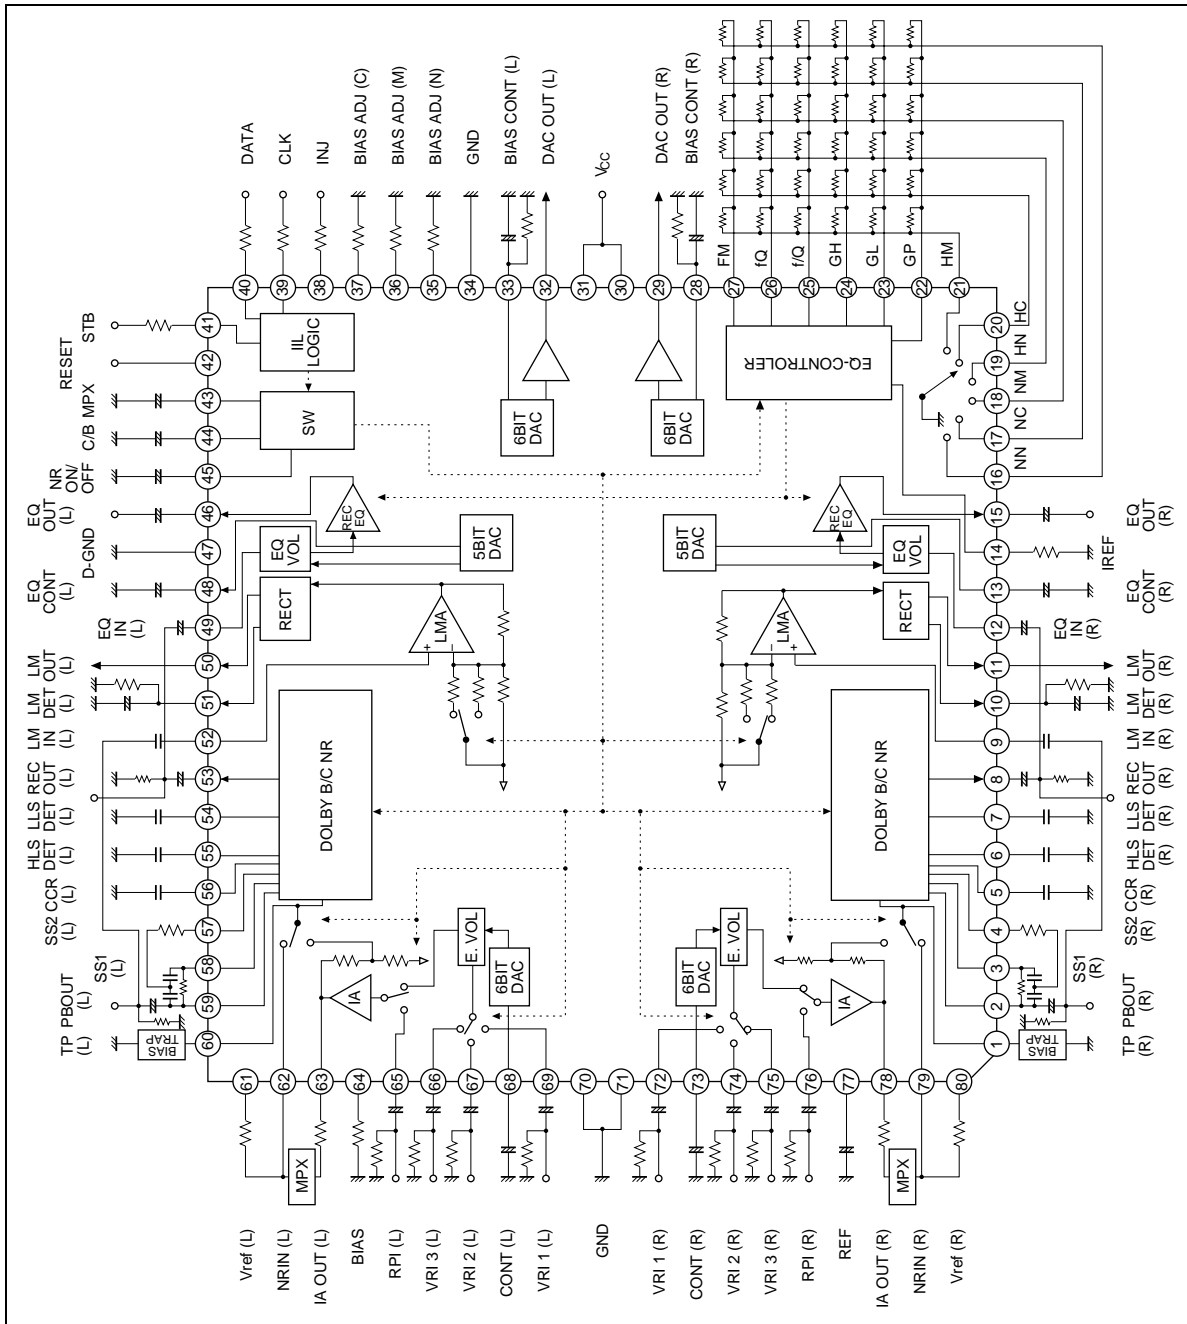 DATA
CLK
INJ
BIAS ADJ (C)
BIAS ADJ (M)
BIAS ADJ (N)
GND
BIAS CONT (L)
DAC OUT (L)
VCC
DAC OUT (R)
BIAS CONT (R)
FM
fQ
f/Q
GH
GL
GP
HM
40
39
38
37
36
35
34
33
32
31
30
29
28
27
26
25
24
23
22
21
STB
RESET
MPX
C/B
NR ON/OFF
EQ OUT (L)
D-GND
EQ CONT (L)
EQ IN (L)
LM OUT (L)
LM DET (L)
LM IN (L)
REC OUT (L)
LLS DET (L)
HLS DET (L)
CCR (L)
SS2 (L)
SS1 (L)
PBOUT (L)
TP (L)
41
42
43
44
45
46
47
48
49
50
51
52
53
54
55
56
57
58
59
60
IIL LOGIC
SW
6BIT DAC
6BIT DAC
EQ-CONTROLER
REC EQ
REC EQ
EQ VOL
5BIT DAC
5BIT DAC
EQ VOL
RECT
LMA
+
–
LMA
–
+
RECT
DOLBY B/C NR
DOLBY B/C NR
E. VOL
6BIT DAC
IA
6BIT DAC
E. VOL
IA
BIAS TRAP
BIAS TRAP
20
19
18
17
16
15
14
13
12
11
10
9
8
7
6
5
4
3
2
1
HC
HN
NM
NC
NN
EQ OUT (R)
IREF
EQ CONT (R)
EQ IN (R)
LM OUT (R)
LM DET (R)
LM IN (R)
REC OUT (R)
LLS DET (R)
HLS DET (R)
CCR (R)
SS2 (R)
SS1 (R)
PBOUT (R)
TP (R)
61
62
63
64
65
66
67
68
69
70
71
72
73
74
75
76
77
78
79
80
MPX
MPX
Vref (L)
NRIN (L)
IA OUT (L)
BIAS
RPI (L)
VRI 3 (L)
VRI 2 (L)
CONT (L)
VRI 1 (L)
GND
VRI 1 (R)
CONT (R)
VRI 2 (R)
VRI 3 (R)
RPI (R)
REF
IA OUT (R)
NRIN (R)
Vref (R)